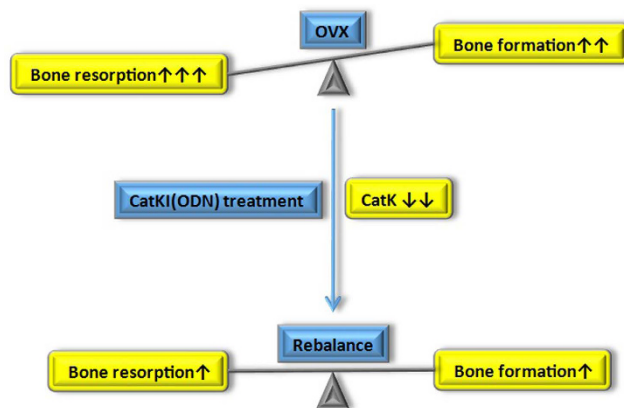 OVX
Bone formation↑↑
Bone resorption↑↑↑
CatKI(ODN) treatment
CatK ↓↓
Rebalance
Bone resorption↑
Bone formation↑